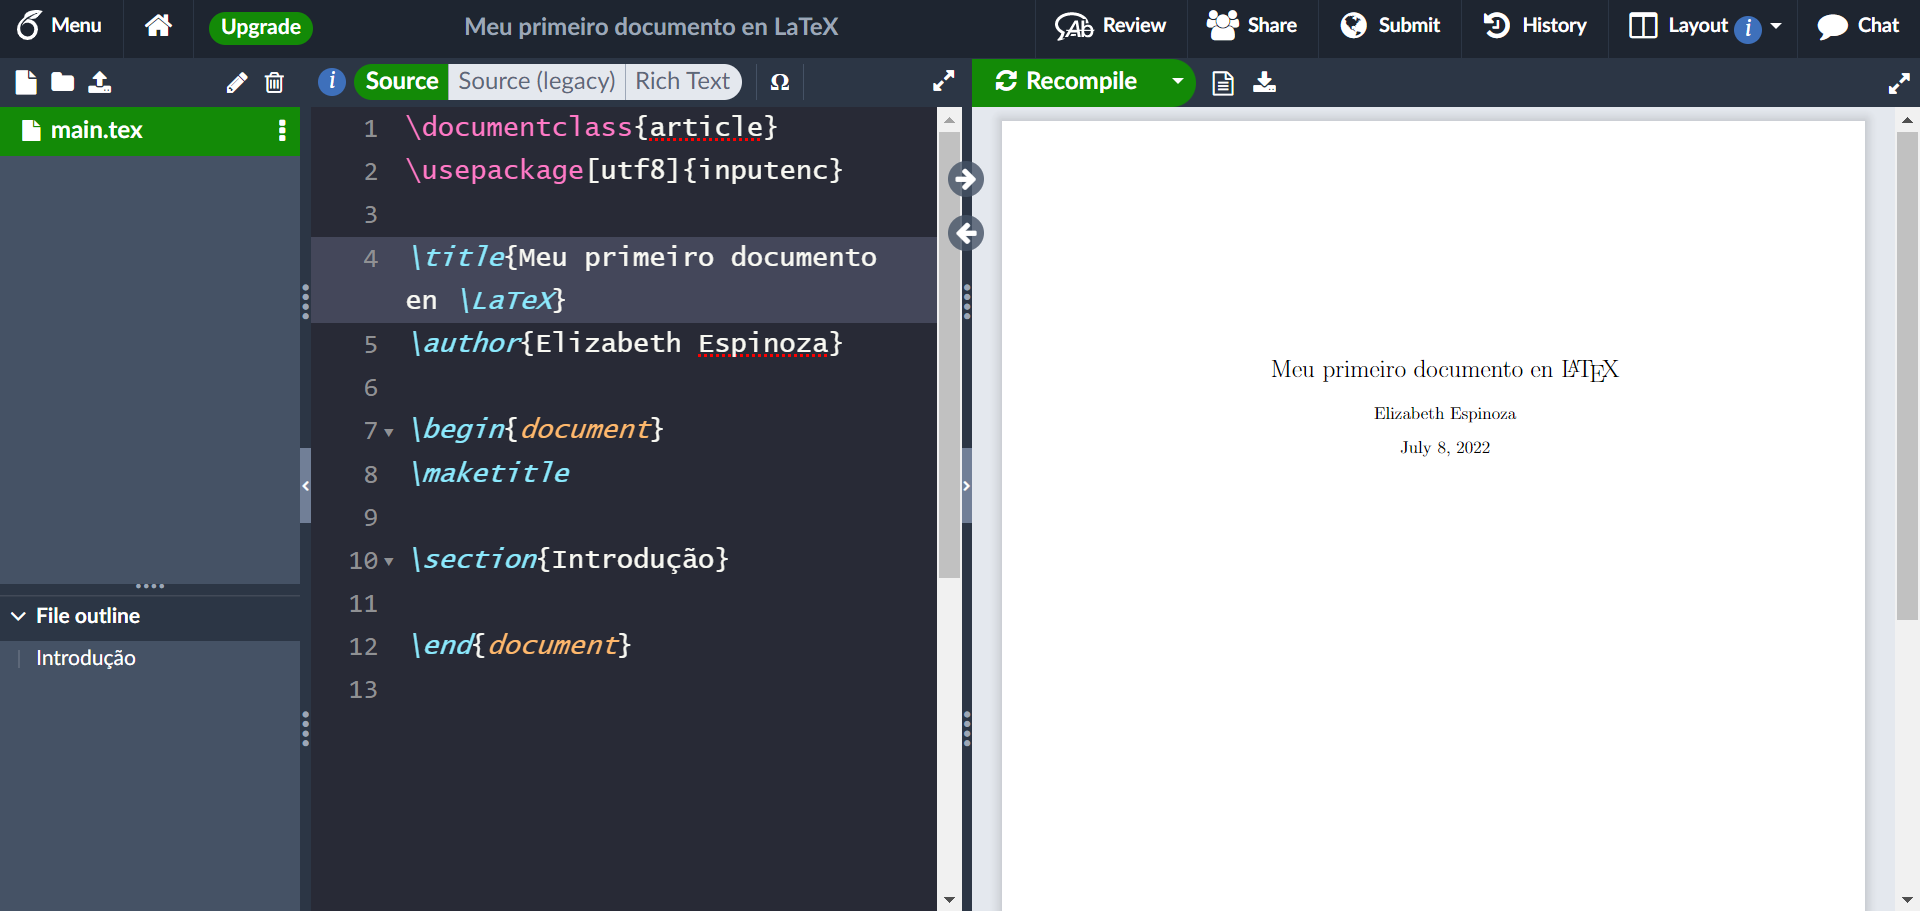 Menu
Upgrade
Meu primeiro documento en LaTeX
Review
Share
Submit
History
Layout i
Chat
i
Source
Source (legacy)
Rich Text
Ω
Recompile
main.tex
File outline
Introdução
1 \documentclass{article}
2 \usepackage[utf8]{inputenc}
3
4 \title{Meu primeiro documento
en \LaTeX}
5 \author{Elizabeth Espinoza}
6
7 \begin{document}
8 \maketitle
9
10 \section{Introdução}
11
12 \end{document}
13
Meu primeiro documento en LATEX
Elizabeth Espinoza
July 8, 2022